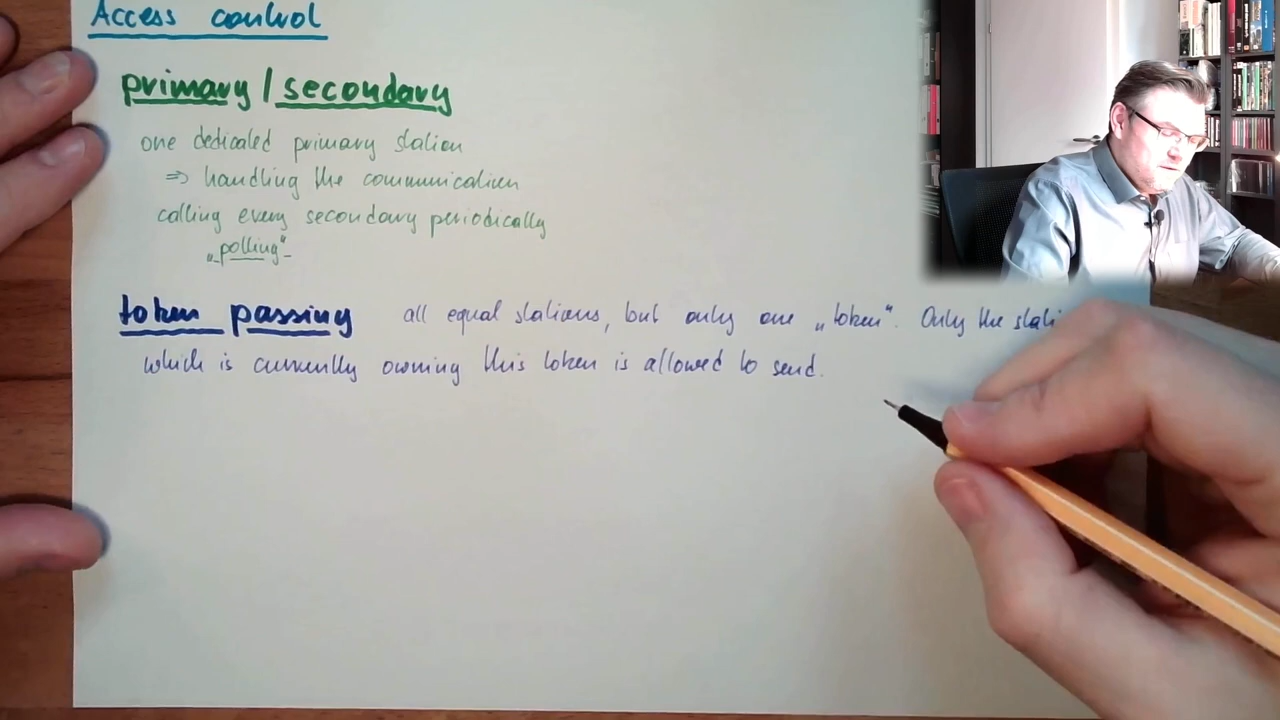 Access control
primary / secondary
one dedicated primary station
⇒ handling the communication
calling every secondary periodically
„polling"
token passing all equal stations, but only one „token". Only the stati
which is currently owning this token is allowed to send.